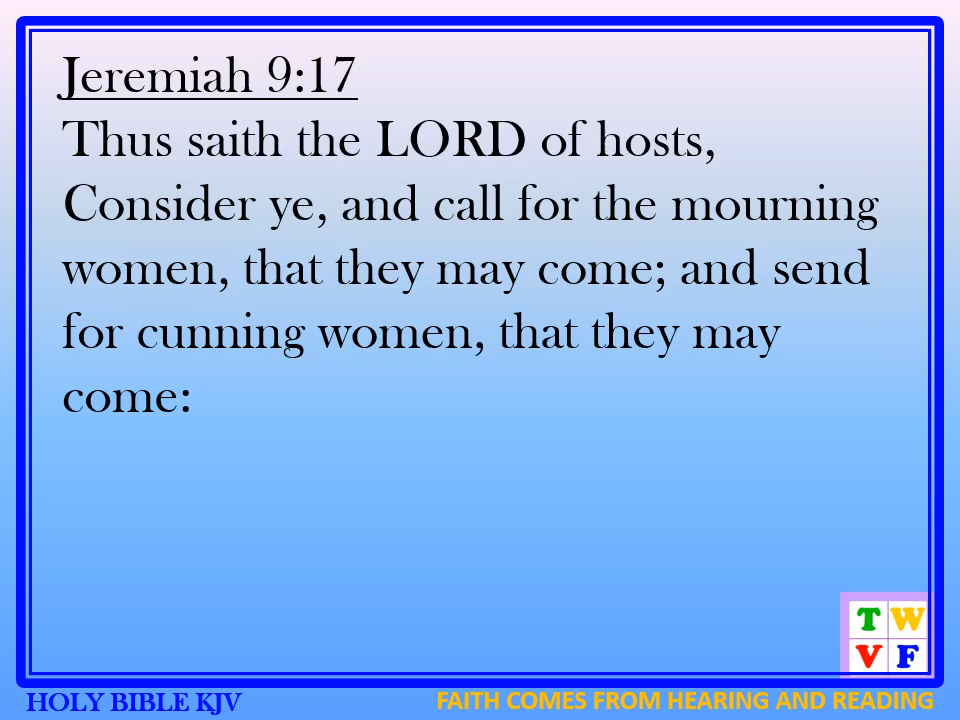 Jeremiah 9:17
Thus saith the LORD of hosts,
Consider ye, and call for the mourning
women, that they may come; and send
for cunning women, that they may
come:
T W
V F
HOLY BIBLE KJV
FAITH COMES FROM HEARING AND READING